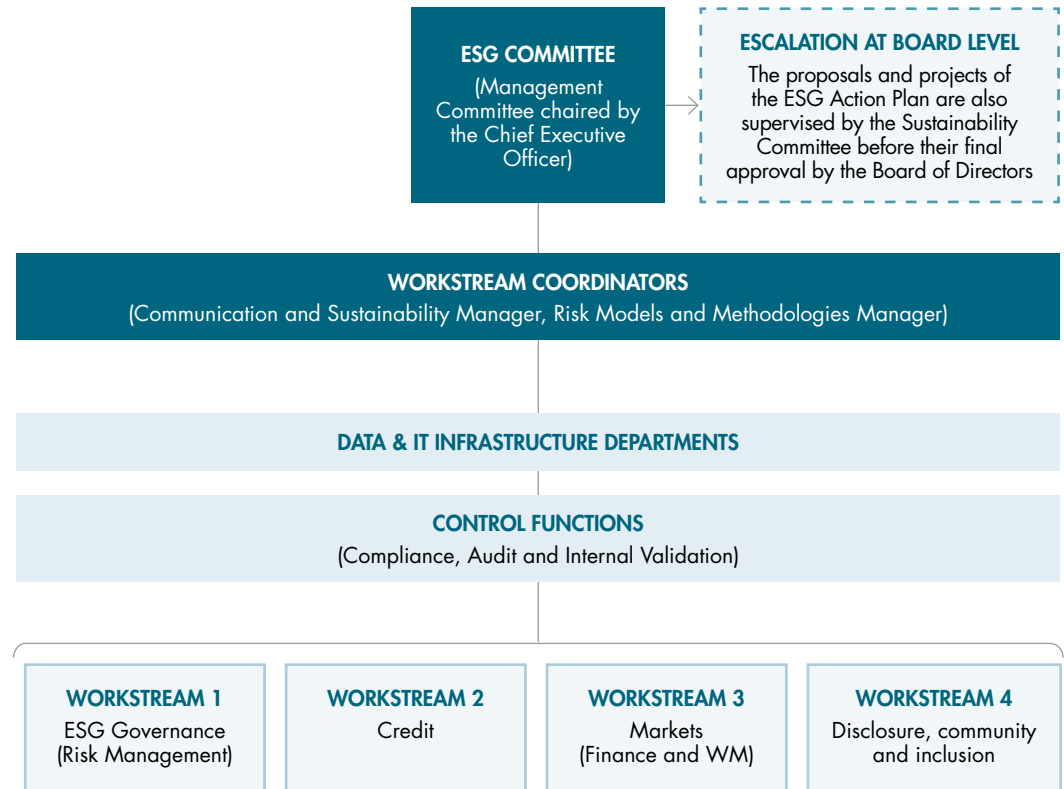 ESG COMMITTEE
(Management
Committee chaired by
the Chief Executive
Officer)
ESCALATION AT BOARD LEVEL
The proposals and projects of
the ESG Action Plan are also
supervised by the Sustainability
Committee before their final
approval by the Board of Directors
WORKSTREAM COORDINATORS
(Communication and Sustainability Manager, Risk Models and Methodologies Manager)
DATA & IT INFRASTRUCTURE DEPARTMENTS
CONTROL FUNCTIONS
(Compliance, Audit and Internal Validation)
WORKSTREAM 1
ESG Governance
(Risk Management)
WORKSTREAM 2
Credit
WORKSTREAM 3
Markets
(Finance and WM)
WORKSTREAM 4
Disclosure, community
and inclusion